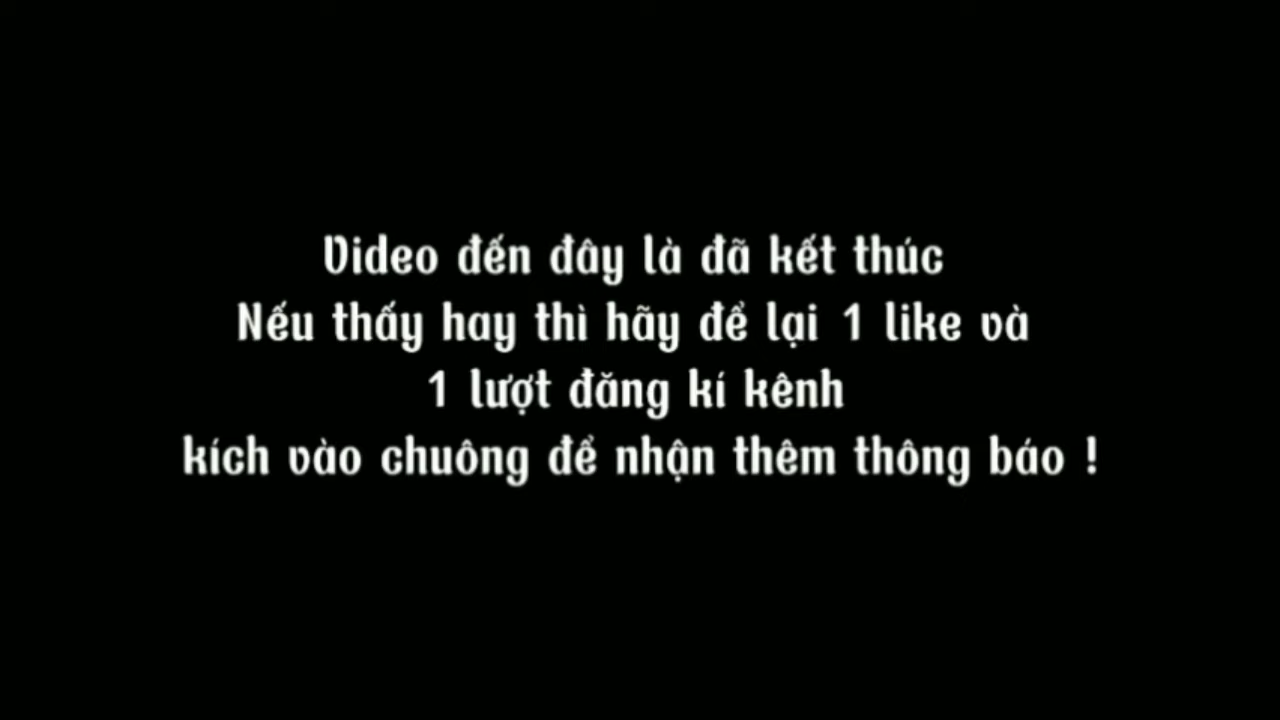 Video đến đây là đã kết thúc
Nếu thấy hay thì hãy để lại 1 like và
1 lượt đăng kí kênh
kích vào chuông để nhận thêm thông báo !